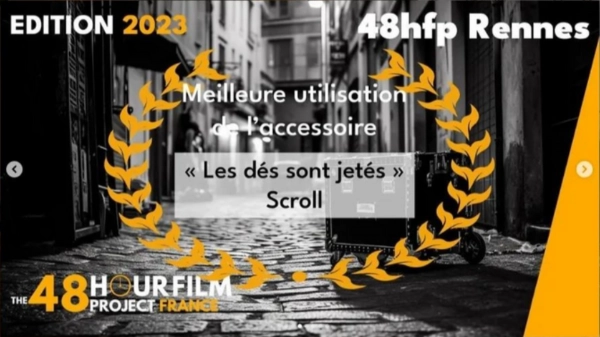 EDITION 2023
48hfp Rennes
Meilleure utilisation
de l'accessoire
« Les dés sont jetés »
Scroll
THE 48 HOUR FILM
PROJECT FRANCE